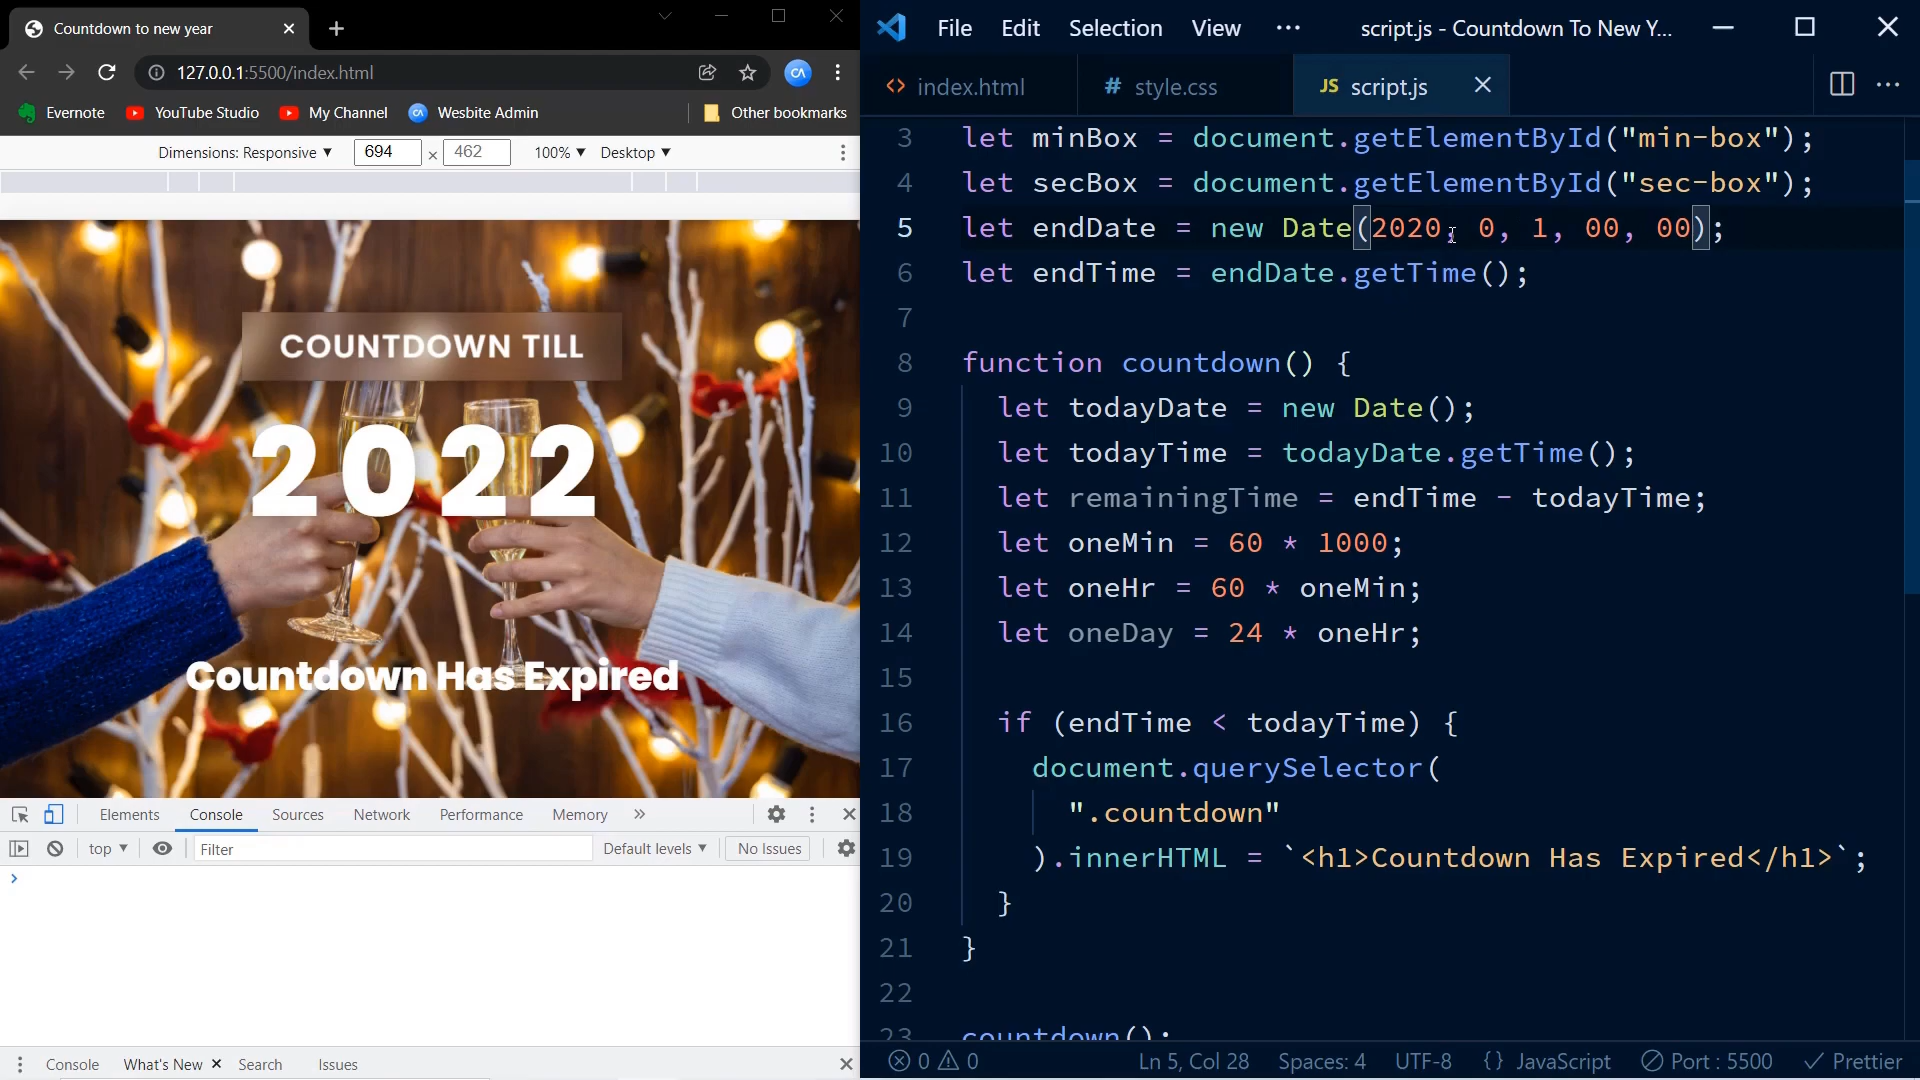 Countdown to new year
127.0.0.1:5500/index.html
Evernote YouTube Studio My Channel Wesbite Admin Other bookmarks
Dimensions: Responsive ▼ 694 × 462 100% ▼ Desktop ▼
COUNTDOWN TILL
2022
Countdown Has Expired
Elements Console Sources Network Performance Memory »
top ▼ Filter Default levels ▼ No Issues
›
Console What's New × Search Issues
File Edit Selection View ··· script.js - Countdown To New Y...
<> index.html # style.css JS script.js
3 let minBox = document.getElementById("min-box");
4 let secBox = document.getElementById("sec-box");
5 let endDate = new Date(2020, 0, 1, 00, 00);
6 let endTime = endDate.getTime();
7
8 function countdown() {
9 let todayDate = new Date();
10 let todayTime = todayDate.getTime();
11 let remainingTime = endTime - todayTime;
12 let oneMin = 60 * 1000;
13 let oneHr = 60 * oneMin;
14 let oneDay = 24 * oneHr;
15
16 if (endTime < todayTime) {
17 document.querySelector(
18 ".countdown"
19 ).innerHTML = `<h1>Countdown Has Expired</h1>`;
20 }
21 }
22
23 countdown();
0 0 Ln 5, Col 28 Spaces: 4 UTF-8 {} JavaScript Port : 5500 Prettier
CA
CA